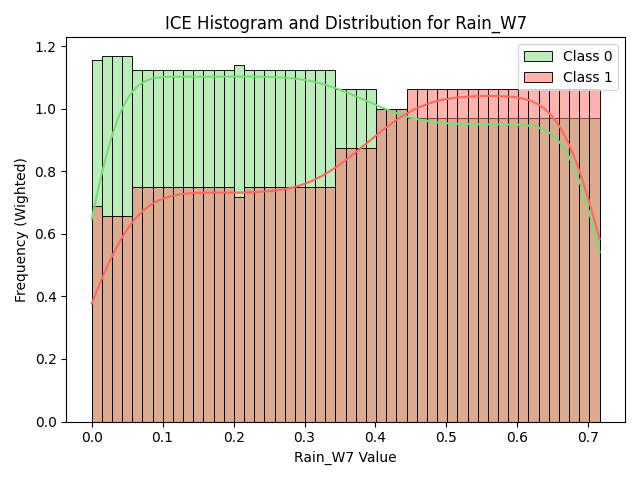 ICE Histogram and Distribution for Rain_W7
Class 0
Class 1
Frequency (Wighted)
1.2
1.0
0.8
0.6
0.4
0.2
0.0
0.0 0.1 0.2 0.3 0.4 0.5 0.6 0.7
Rain_W7 Value